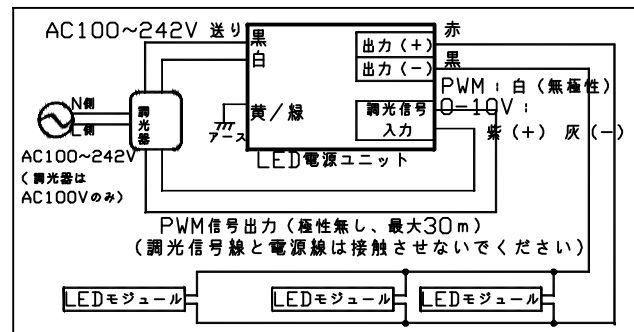 AC100~242V 送り
黒
白
黄/緑
アース
LED電源ユニット
出力(+)
出力(-)
調光信号
入力
赤
黒
PWM:白(無極性)
0-10V:
紫(+) 灰(-)
N側
L側
調光器
AC100~242V
(調光器は
AC100Vのみ)
PWM信号出力(極性無し、最大30m)
(調光信号線と電源線は接触させないでください)
LEDモジュール
LEDモジュール
LEDモジュール